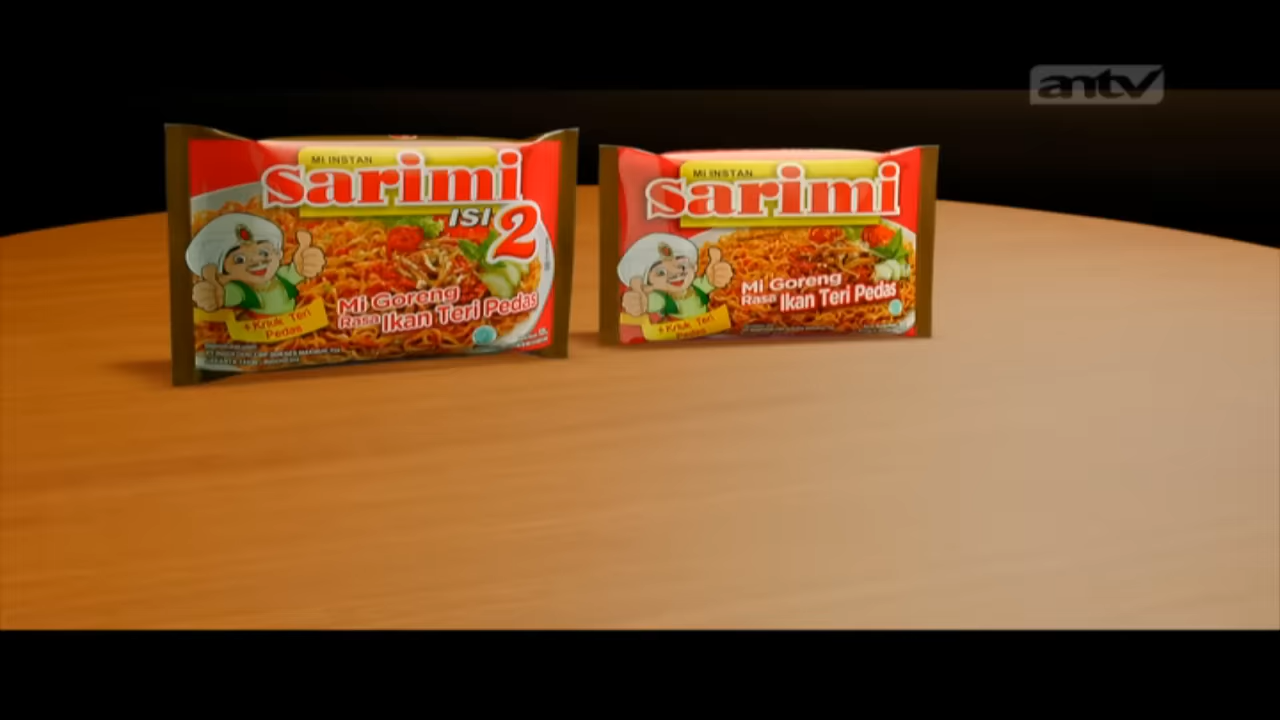 antv
MI INSTAN
sarimi
ISI 2
Mi Goreng
Rasa Ikan Teri Pedas
+ Kriuk Teri
Pedas
MI INSTAN
sarimi
Mi Goreng
Rasa Ikan Teri Pedas
+ Kriuk Teri